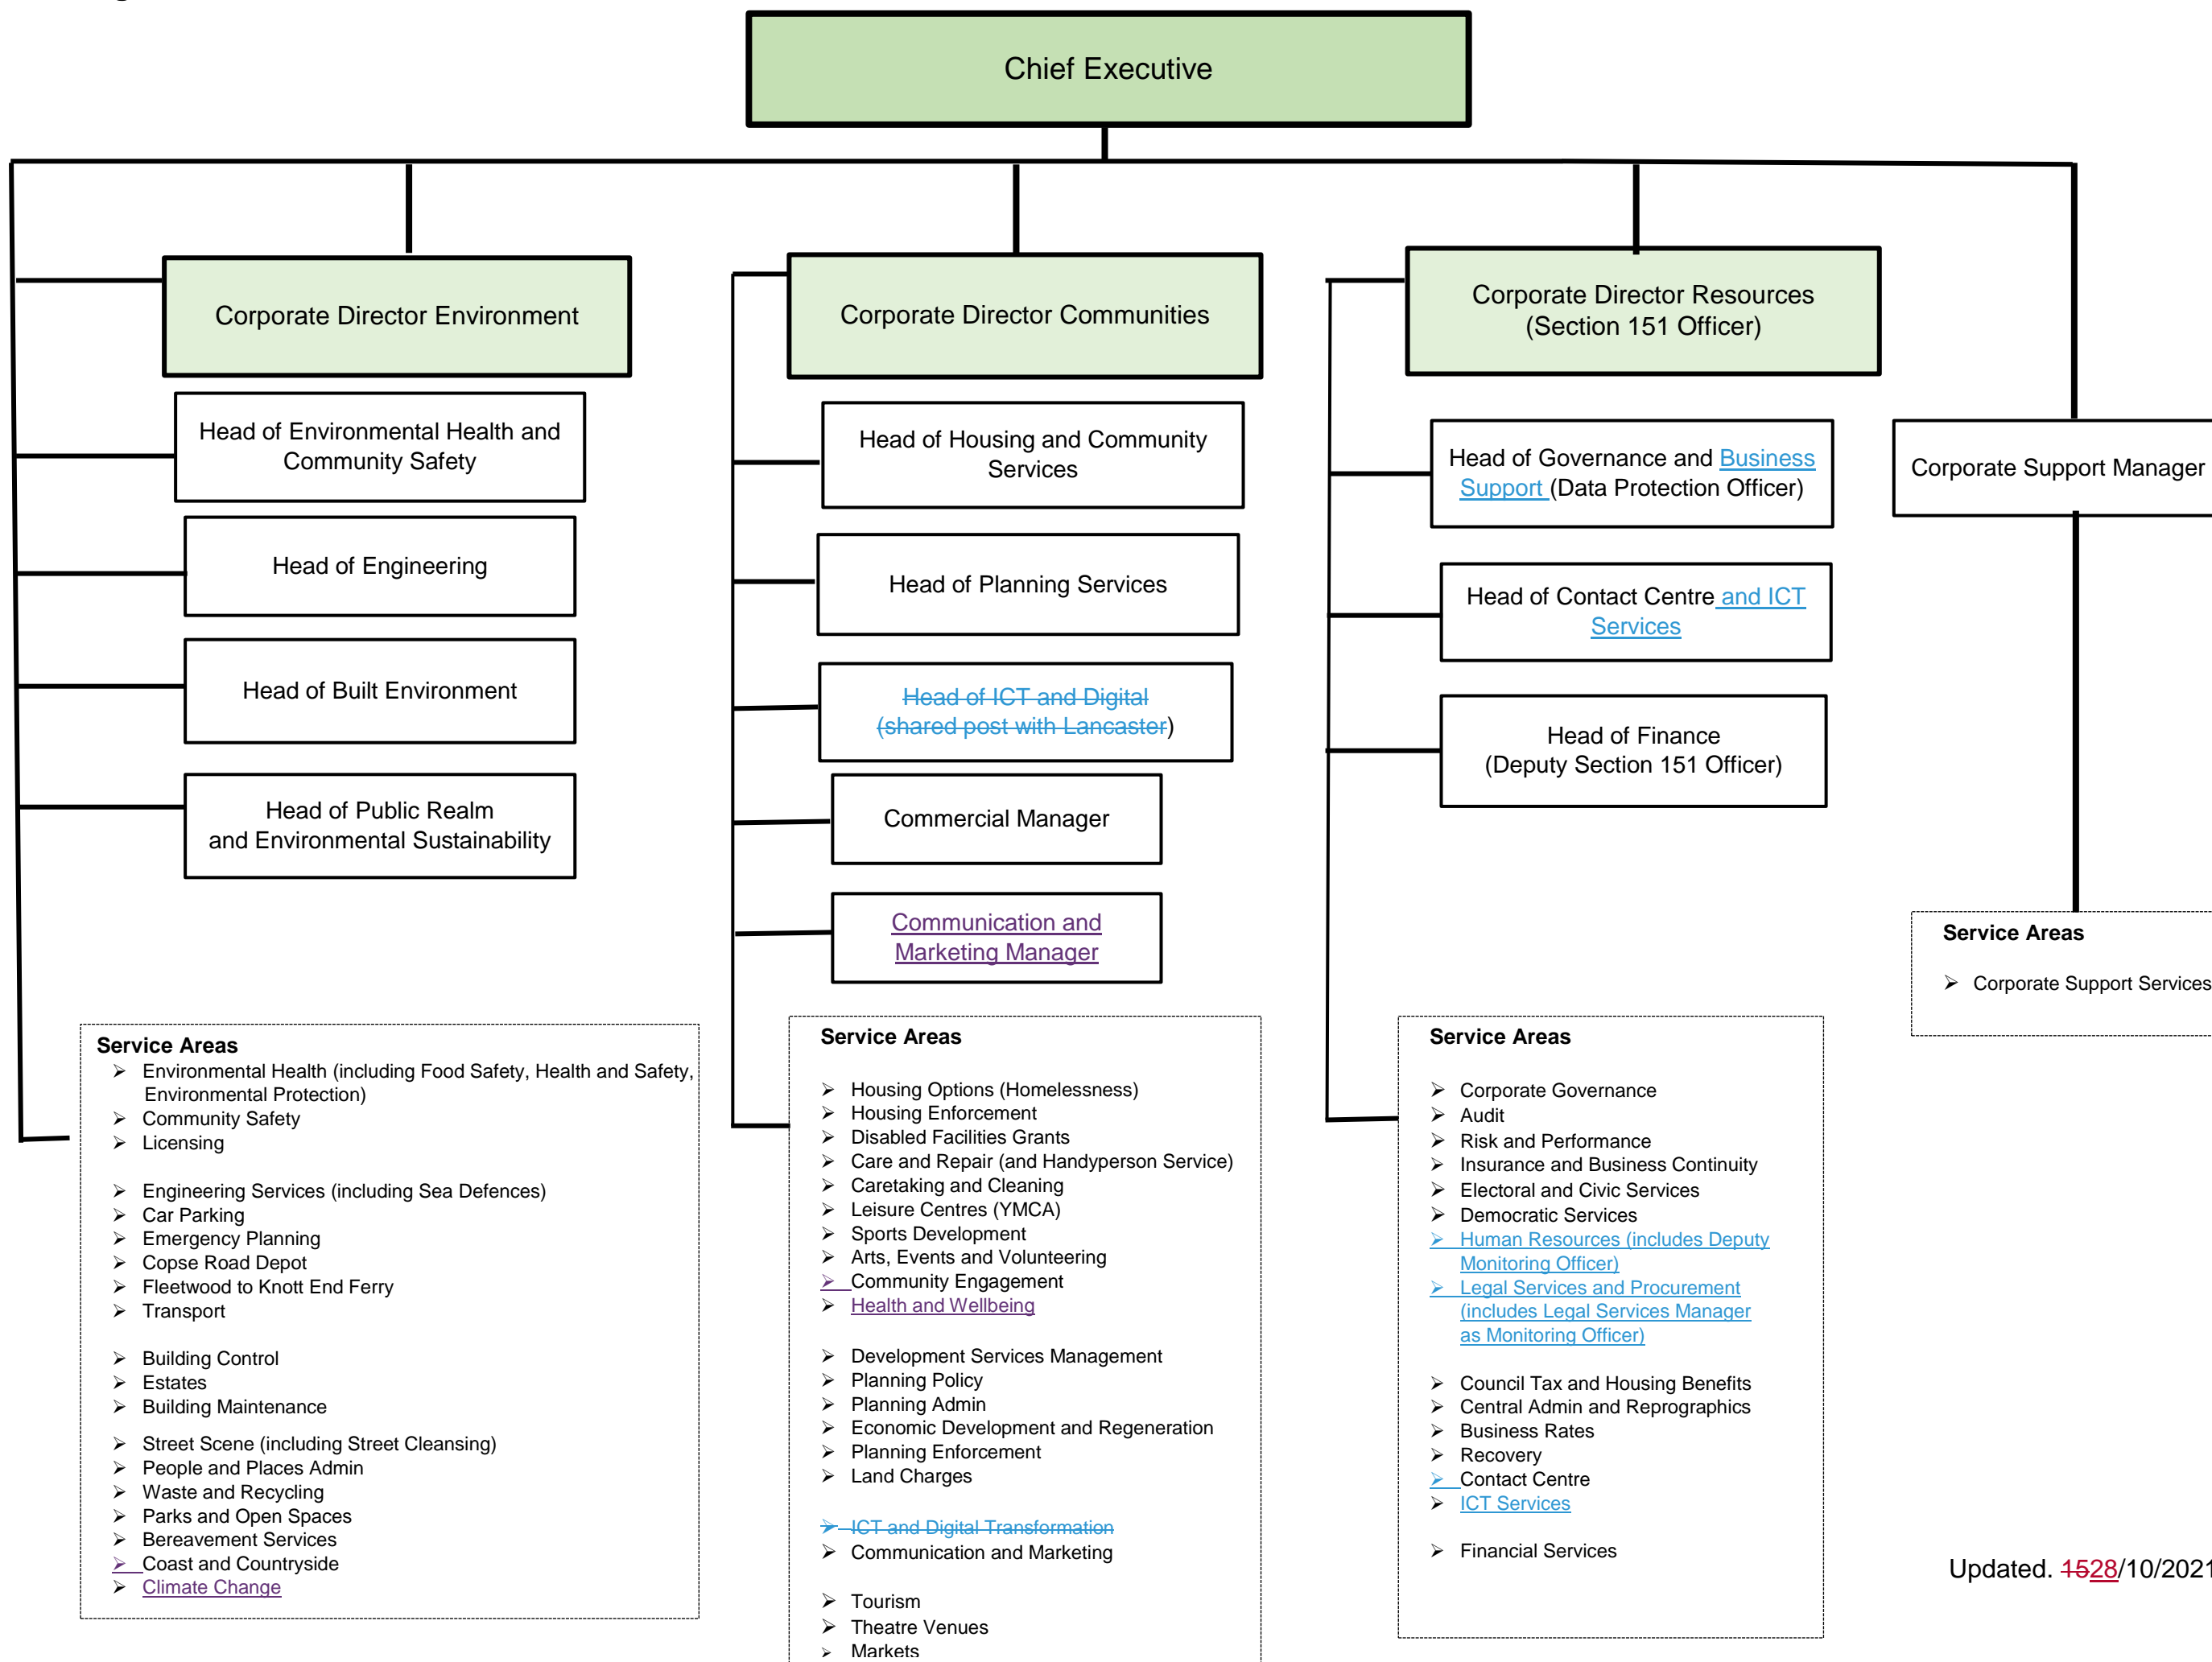 Chief Executive
Corporate Director Environment
Head of Environmental Health and
Community Safety
Head of Engineering
Head of Built Environment
Head of Public Realm
and Environmental Sustainability
Service Areas
➢ Environmental Health (including Food Safety, Health and Safety,
Environmental Protection)
➢ Community Safety
➢ Licensing
➢ Engineering Services (including Sea Defences)
➢ Car Parking
➢ Emergency Planning
➢ Copse Road Depot
➢ Fleetwood to Knott End Ferry
➢ Transport
➢ Building Control
➢ Estates
➢ Building Maintenance
➢ Street Scene (including Street Cleansing)
➢ People and Places Admin
➢ Waste and Recycling
➢ Parks and Open Spaces
➢ Bereavement Services
➢ Coast and Countryside
➢ Climate Change
Corporate Director Communities
Head of Housing and Community
Services
Head of Planning Services
Head of ICT and Digital
(shared post with Lancaster)
Commercial Manager
Communication and
Marketing Manager
Service Areas
➢ Housing Options (Homelessness)
➢ Housing Enforcement
➢ Disabled Facilities Grants
➢ Care and Repair (and Handyperson Service)
➢ Caretaking and Cleaning
➢ Leisure Centres (YMCA)
➢ Sports Development
➢ Arts, Events and Volunteering
➢ Community Engagement
➢ Health and Wellbeing
➢ Development Services Management
➢ Planning Policy
➢ Planning Admin
➢ Economic Development and Regeneration
➢ Planning Enforcement
➢ Land Charges
➢ ICT and Digital Transformation
➢ Communication and Marketing
➢ Tourism
➢ Theatre Venues
➢ Markets
Corporate Director Resources
(Section 151 Officer)
Head of Governance and Business
Support (Data Protection Officer)
Head of Contact Centre and ICT
Services
Head of Finance
(Deputy Section 151 Officer)
Service Areas
➢ Corporate Governance
➢ Audit
➢ Risk and Performance
➢ Insurance and Business Continuity
➢ Electoral and Civic Services
➢ Democratic Services
➢ Human Resources (includes Deputy
Monitoring Officer)
➢ Legal Services and Procurement
(includes Legal Services Manager
as Monitoring Officer)
➢ Council Tax and Housing Benefits
➢ Central Admin and Reprographics
➢ Business Rates
➢ Recovery
➢ Contact Centre
➢ ICT Services
➢ Financial Services
Corporate Support Manager
Service Areas
➢ Corporate Support Services
Updated. 1528/10/2021